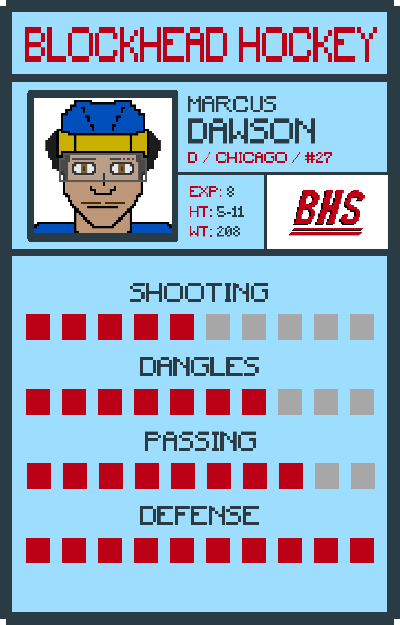 BLOCKHEAD HOCKEY
MARCUS
DAWSON
D / CHICAGO / #27
EXP: 8
HT: 5-11
WT: 208
BHS
SHOOTING
DANGLES
PASSING
DEFENSE